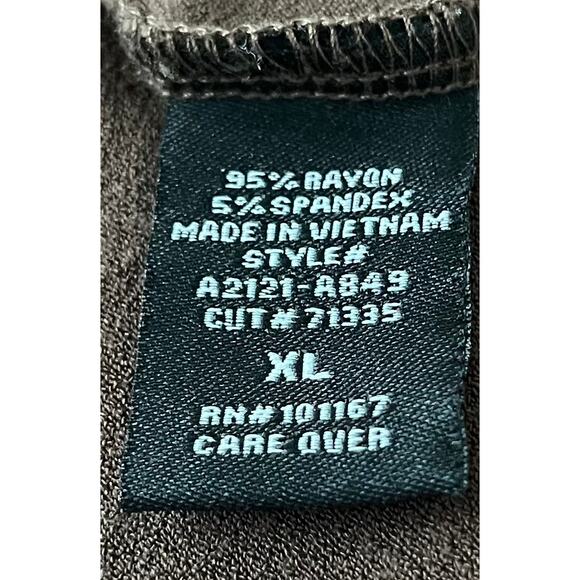 95% RAYON
5% SPANDEX
MADE IN VIETNAM
STYLE#
A2121-A849
CUT# 71335
XL
RN# 101167
CARE OVER